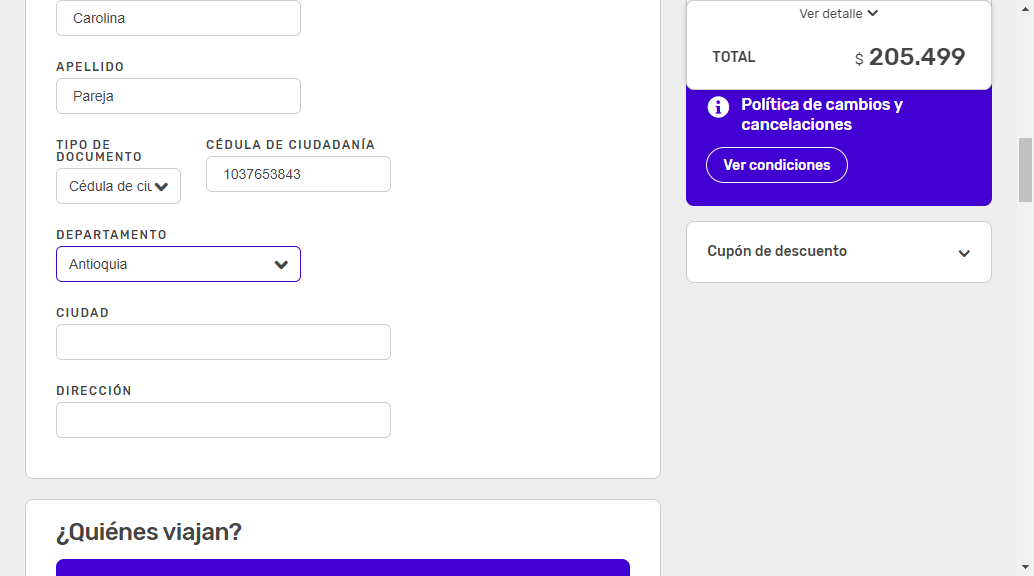 Carolina
APELLIDO
Pareja
TIPO DE
DOCUMENTO
Cédula de ciu
CÉDULA DE CIUDADANÍA
1037653843
DEPARTAMENTO
Antioquia
CIUDAD
DIRECCIÓN
¿Quiénes viajan?
Ver detalle
TOTAL
$ 205.499
Política de cambios y
cancelaciones
Ver condiciones
Cupón de descuento